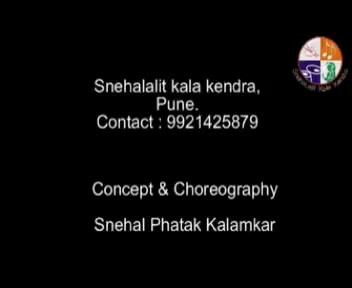 Snehalalit kala kendra,
Pune.
Contact : 9921425879
Concept & Choreography
Snehal Phatak Kalamkar